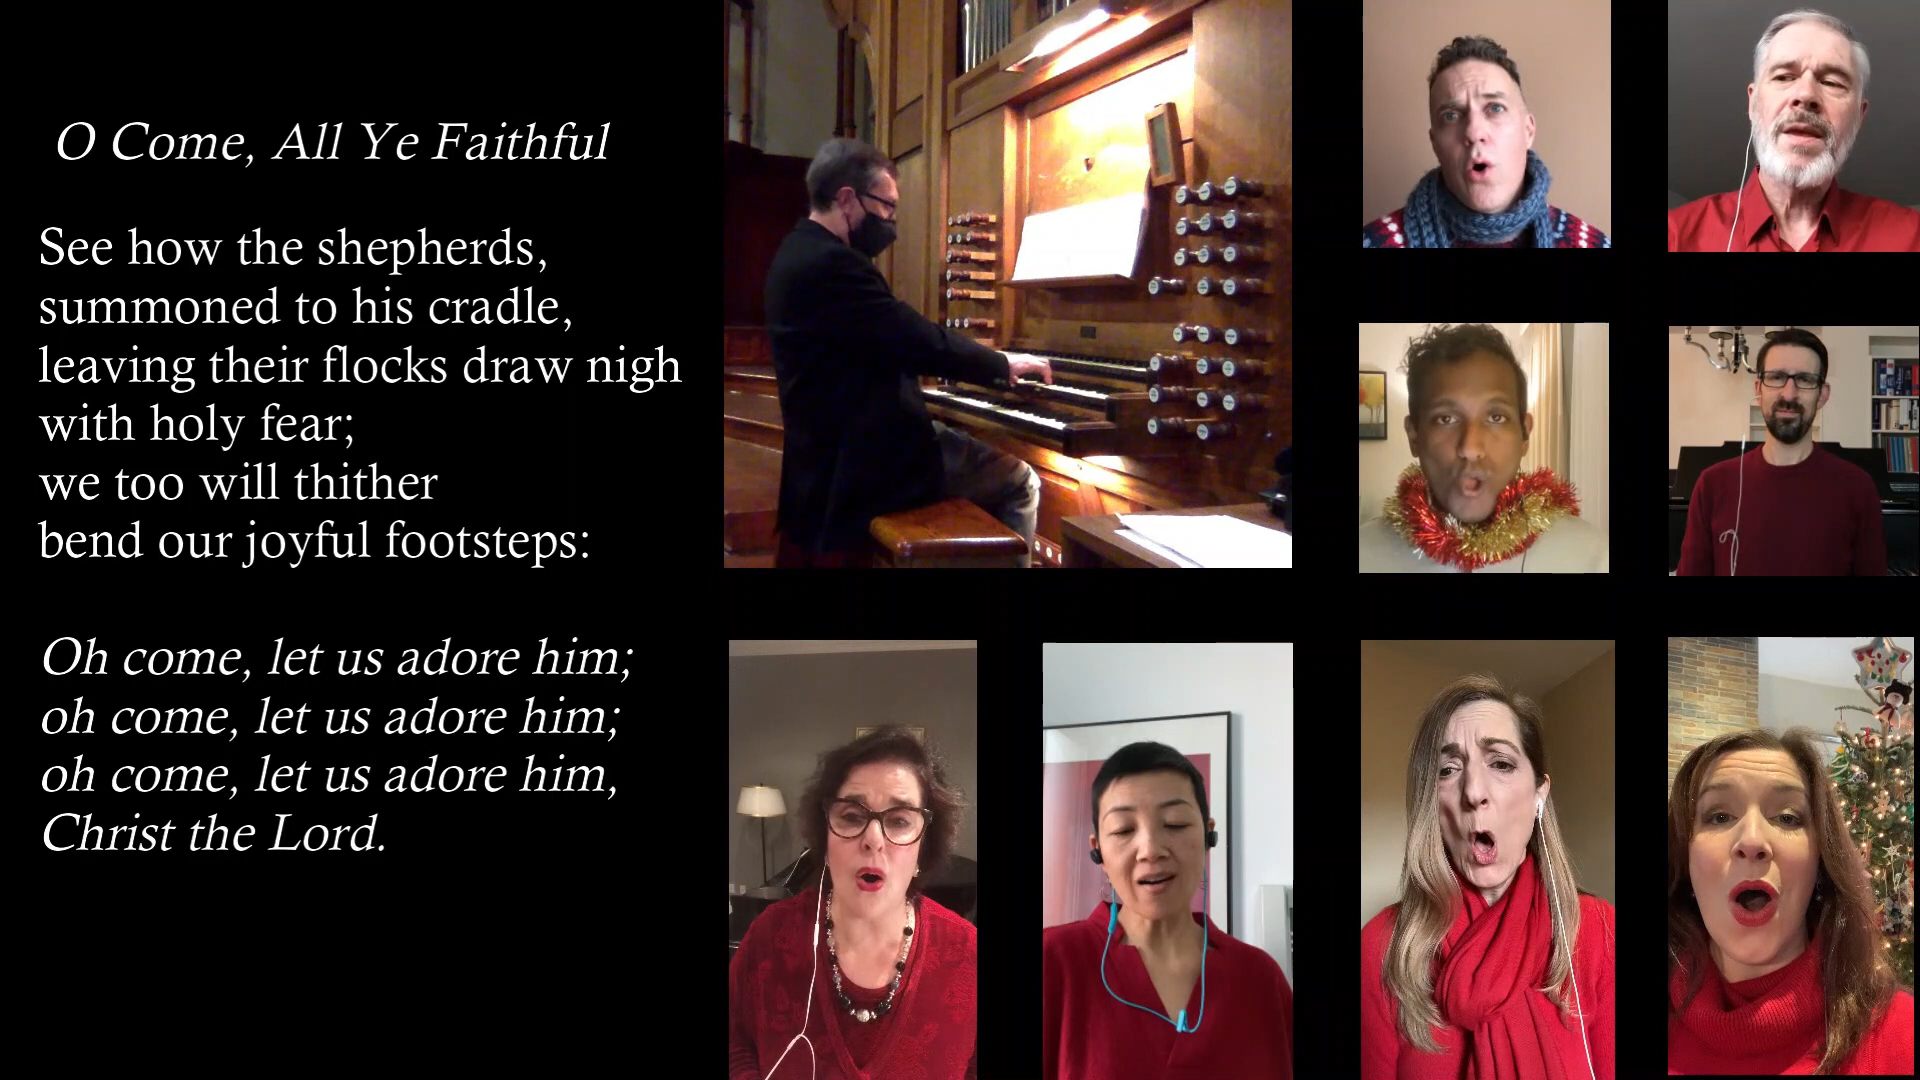 O Come, All Ye Faithful
See how the shepherds,
summoned to his cradle,
leaving their flocks draw nigh
with holy fear;
we too will thither
bend our joyful footsteps:
Oh come, let us adore him;
oh come, let us adore him;
oh come, let us adore him,
Christ the Lord.